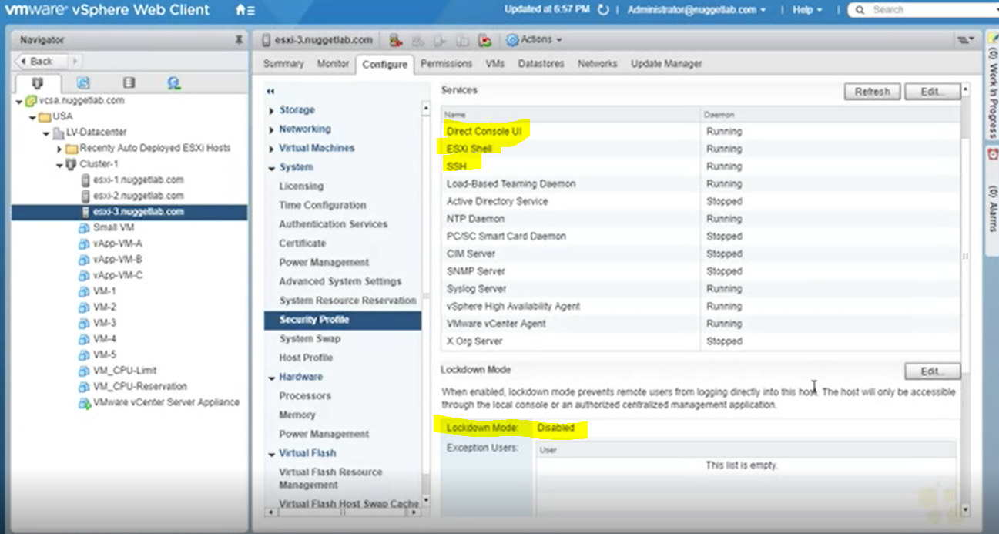 vmware® vSphere Web Client
Updated at 6:57 PM
Administrator@nuggetlab.com
Help
Search
Navigator
Back
vcsa.nuggetlab.com
USA
LV-Datacenter
Recenty Auto Deployed ESXi Hosts
Cluster-1
esxi-1.nuggetlab.com
esxi-2.nuggetlab.com
esxi-3.nuggetlab.com
Small VM
vApp-VM-A
vApp-VM-B
vApp-VM-C
VM-1
VM-2
VM-3
VM-4
VM-5
VM_CPU-Limit
VM_CPU-Reservation
VMware vCenter Server Appliance
esxi-3.nuggetlab.com
Actions
Summary Monitor Configure Permissions VMs Datastores Networks Update Manager
Storage
Networking
Virtual Machines
System
Licensing
Time Configuration
Authentication Services
Certificate
Power Management
Advanced System Settings
System Resource Reservation
Security Profile
System Swap
Host Profile
Hardware
Processors
Memory
Power Management
Virtual Flash
Virtual Flash Resource
Management
Virtual Flash Host Swap Cache
Services
Refresh
Edit...
Name Daemon
Direct Console UI Running
ESXi Shell Running
SSH Running
Load-Based Teaming Daemon Running
Active Directory Service Stopped
NTP Daemon Running
PC/SC Smart Card Daemon Stopped
CIM Server Stopped
SNMP Server Stopped
Syslog Server Running
vSphere High Availability Agent Running
VMware vCenter Agent Running
X.Org Server Stopped
Lockdown Mode
Edit...
When enabled, lockdown mode prevents remote users from logging directly into this host. The host will only be accessible
through the local console or an authorized centralized management application.
Lockdown Mode: Disabled
Exception Users: User
This list is empty.
(0) Work In Progress
(0) Alarms